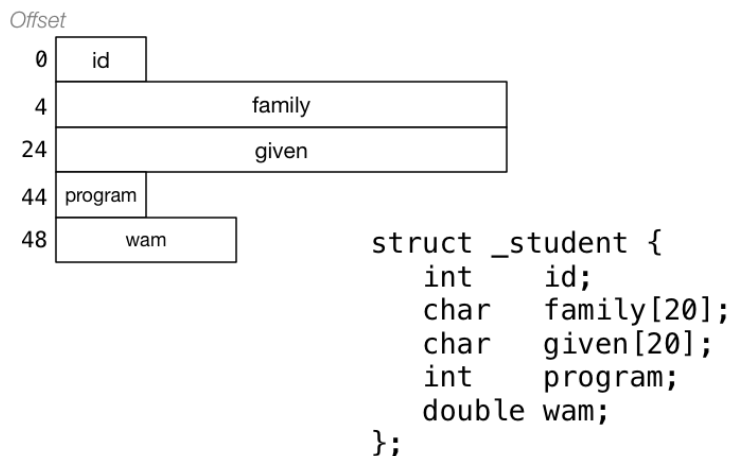 Offset
0 id
4 family
24 given
44 program
48 wam
struct _student {
int id;
char family[20];
char given[20];
int program;
double wam;
};